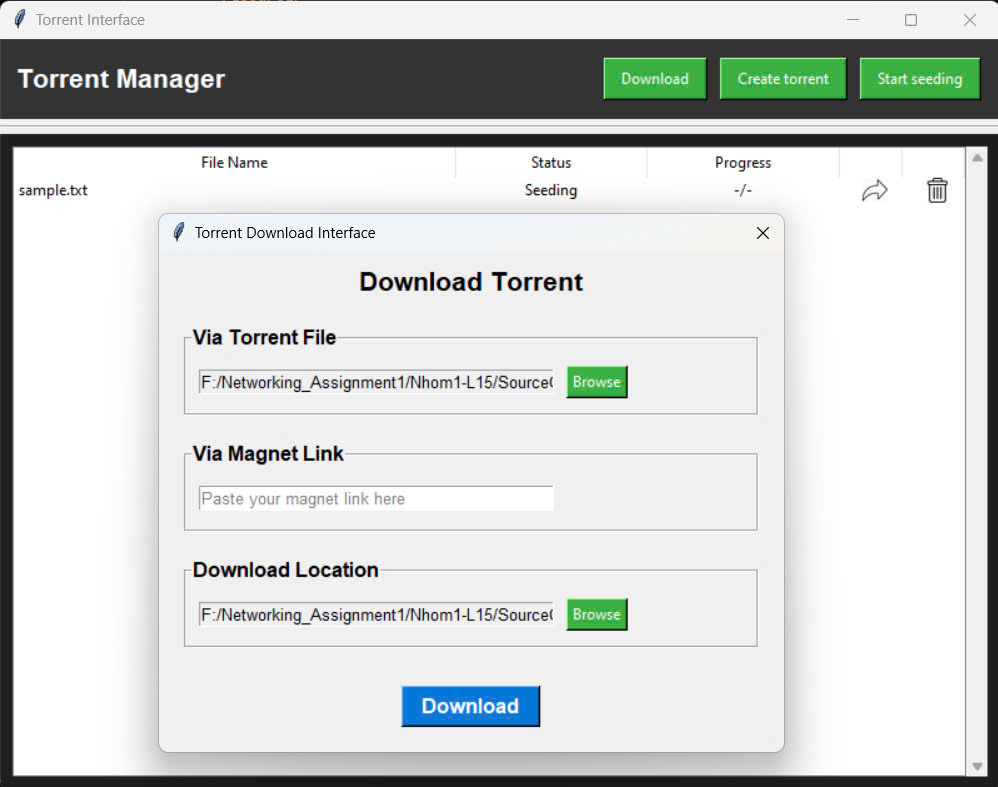 Torrent Interface
Torrent Manager
Download
Create torrent
Start seeding
File Name Status Progress
sample.txt Seeding -/-
Torrent Download Interface
Download Torrent
Via Torrent File
F:/Networking_Assignment1/Nhom1-L15/Source
Browse
Via Magnet Link
Paste your magnet link here
Download Location
F:/Networking_Assignment1/Nhom1-L15/Source
Browse
Download